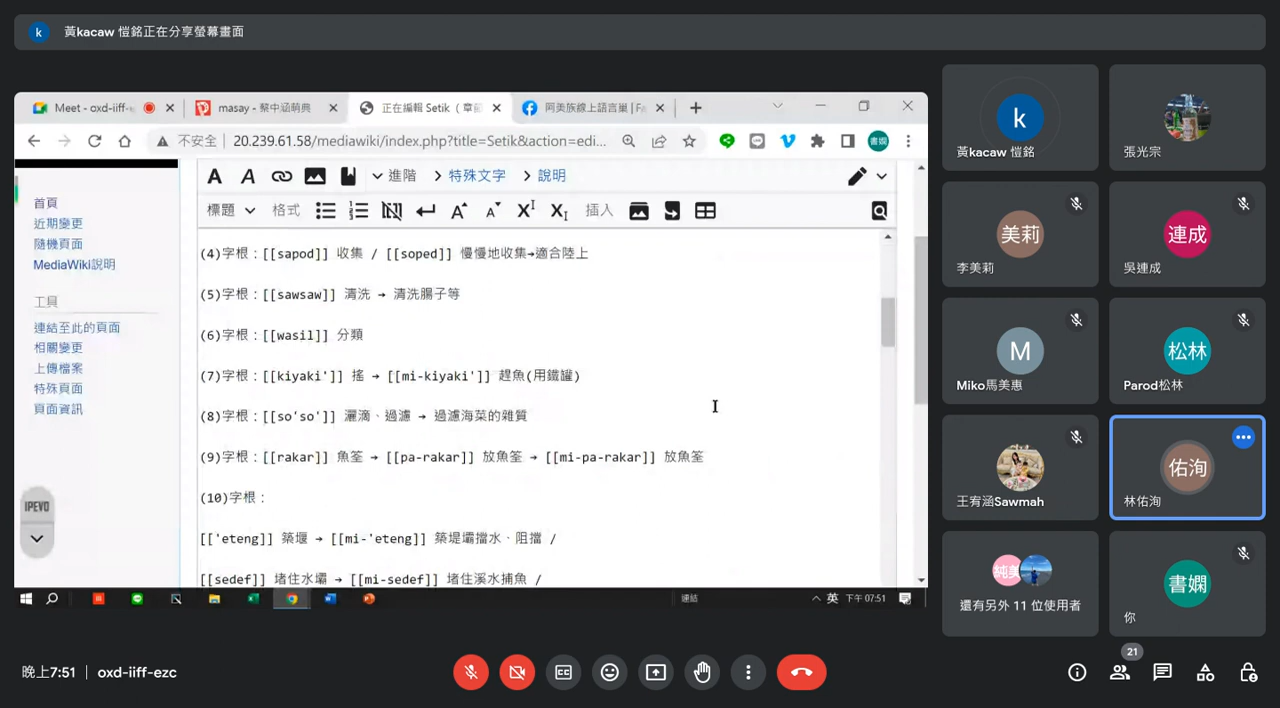 k 黃kacaw 愷銘正在分享螢幕畫面
Meet - oxd-iiff-
masay - 蔡中涵萌典
正在編輯 Setik （ 章節
阿美族線上語言巢 | Fa
不安全 | 20.239.61.58/mediawiki/index.php?title=Setik&action=edi...
書嫻
首頁
近期變更
隨機頁面
MediaWiki說明
工具
連結至此的頁面
相關變更
上傳檔案
特殊頁面
頁面資訊
IPEVO
A A 進階 特殊文字 說明
標題 格式 插入
(4)字根：[[sapod]] 收集 / [[soped]] 慢慢地收集→適合陸上
(5)字根：[[sawsaw]] 清洗 → 清洗腸子等
(6)字根：[[wasil]] 分類
(7)字根：[[kiyaki']] 搖 → [[mi-kiyaki']] 趕魚(用鐵罐)
(8)字根：[[so'so']] 灑滴、過濾 → 過濾海菜的雜質
(9)字根：[[rakar]] 魚筌 → [[pa-rakar]] 放魚筌 → [[mi-pa-rakar]] 放魚筌
(10)字根：
[['eteng]] 築堰 → [[mi-'eteng]] 築堤壩擋水、阻擋 /
[[sedef]] 堵住水壩 → [[mi-sedef]] 堵住溪水捕魚 /
連結
英
下午 07:51
k
黃kacaw 愷銘
張光宗
美莉
李美莉
連成
吳連成
M
Miko馬美惠
松林
Parod松林
王宥涵Sawmah
佑洵
林佑洵
純美
還有另外 11 位使用者
書嫻
你
晚上7:51 | oxd-iiff-ezc
21